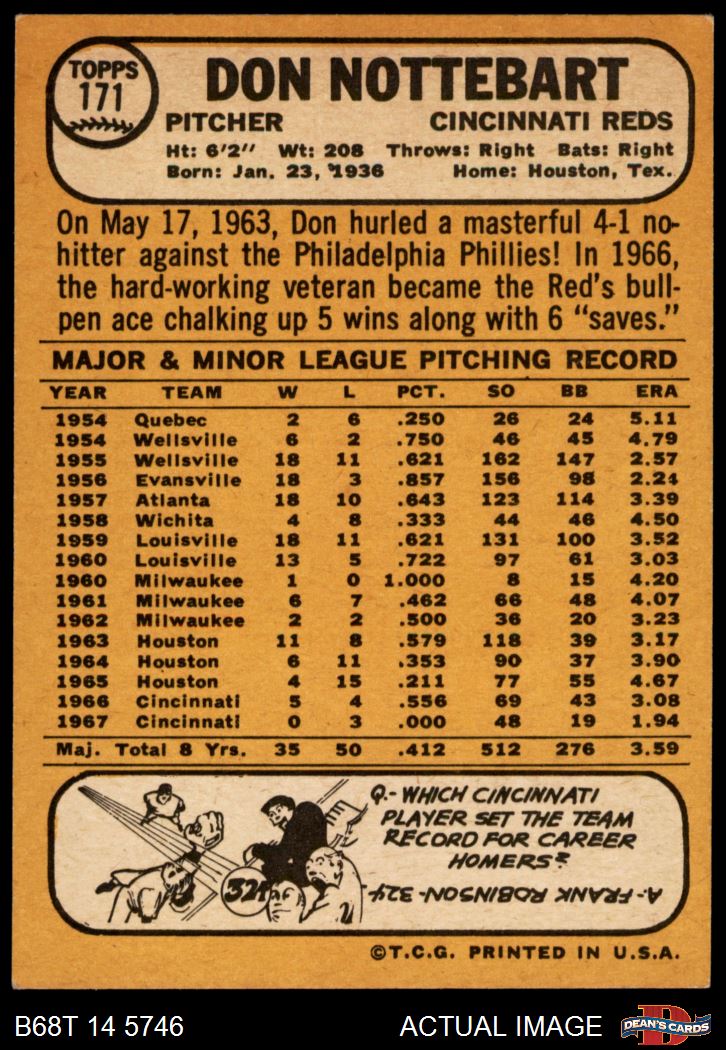 TOPPS
171
DON NOTTEBART
PITCHER CINCINNATI REDS
Ht: 6'2" Wt: 208 Throws: Right Bats: Right
Born: Jan. 23, 1936 Home: Houston, Tex.
On May 17, 1963, Don hurled a masterful 4-1 no-
hitter against the Philadelphia Phillies! In 1966,
the hard-working veteran became the Red's bull-
pen ace chalking up 5 wins along with 6 "saves."
MAJOR & MINOR LEAGUE PITCHING RECORD
YEAR TEAM W L PCT. SO BB ERA
1954 Quebec 2 6 .250 26 24 5.11
1954 Wellsville 6 2 .750 46 45 4.79
1955 Wellsville 18 11 .621 162 147 2.57
1956 Evansville 18 3 .857 156 98 2.24
1957 Atlanta 18 10 .643 123 114 3.39
1958 Wichita 4 8 .333 44 46 4.50
1959 Louisville 18 11 .621 131 100 3.52
1960 Louisville 13 5 .722 97 61 3.03
1960 Milwaukee 1 0 1.000 8 15 4.20
1961 Milwaukee 6 7 .462 66 48 4.07
1962 Milwaukee 2 2 .500 36 20 3.23
1963 Houston 11 8 .579 118 39 3.17
1964 Houston 6 11 .353 90 37 3.90
1965 Houston 4 15 .211 77 55 4.67
1966 Cincinnati 5 4 .556 69 43 3.08
1967 Cincinnati 0 3 .000 48 19 1.94
Maj. Total 8 Yrs. 35 50 .412 512 276 3.59
Q.- WHICH CINCINNATI
PLAYER SET THE TEAM
RECORD FOR CAREER
HOMERS?
A- FRANK ROBINSON-324
324
©T.C.G. PRINTED IN U.S.A.
B68T 14 5746 ACTUAL IMAGE
D
DEAN'S CARDS